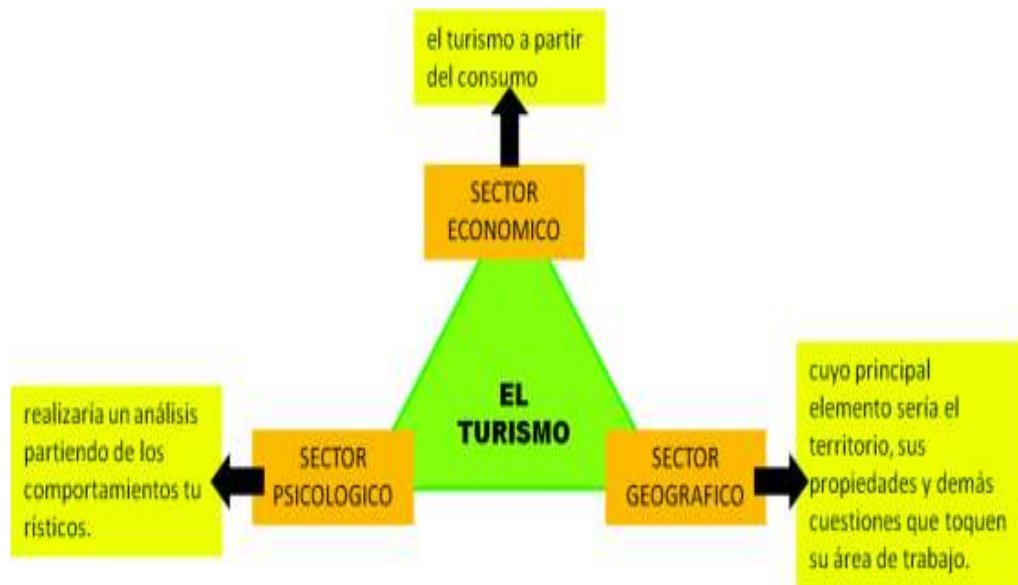 el turismo a partir
del consumo
SECTOR
ECONOMICO
EL
TURISMO
realizaria un análisis
partiendo de los
comportamientos tu
rísticos.
SECTOR
PSICOLOGICO
SECTOR
GEOGRAFICO
cuyo principal
elemento sería el
territorio, sus
propiedades y demás
cuestiones que toquen
su área de trabajo.